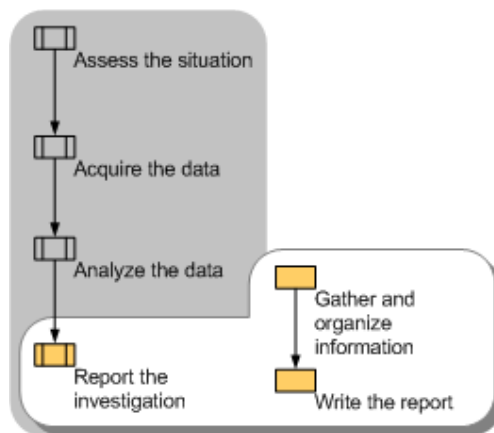 Assess the situation
Acquire the data
Analyze the data
Report the
investigation
Gather and
organize
information
Write the report